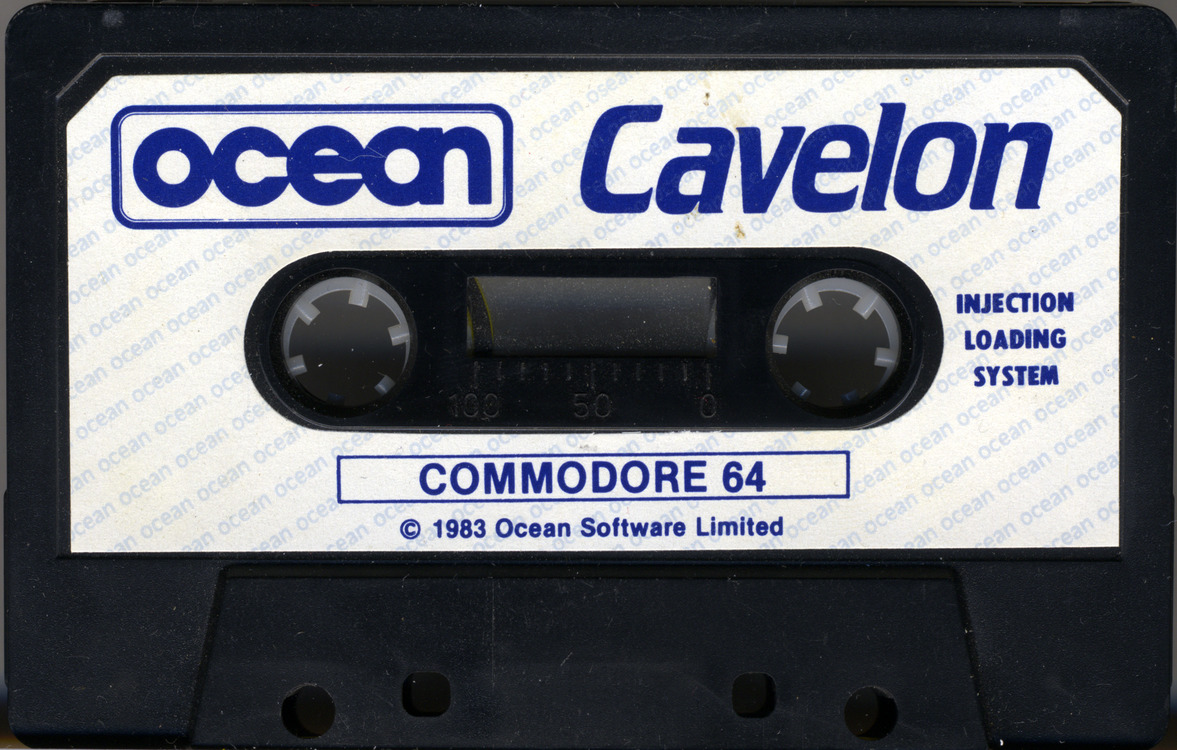 ocean Cavelon
INJECTION
LOADING
SYSTEM
100 50 0
COMMODORE 64
© 1983 Ocean Software Limited